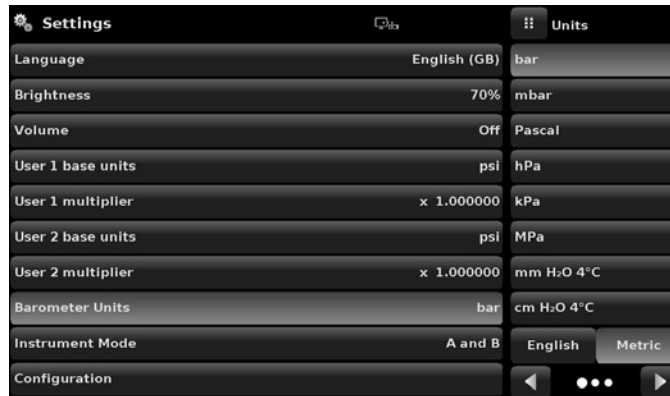 Settings
Language English (GB)
Brightness 70%
Volume Off
User 1 base units psi
User 1 multiplier x 1.000000
User 2 base units psi
User 2 multiplier x 1.000000
Barometer Units bar
Instrument Mode A and B
Configuration
Units
bar
mbar
Pascal
hPa
kPa
MPa
mm H₂O 4°C
cm H₂O 4°C
English Metric